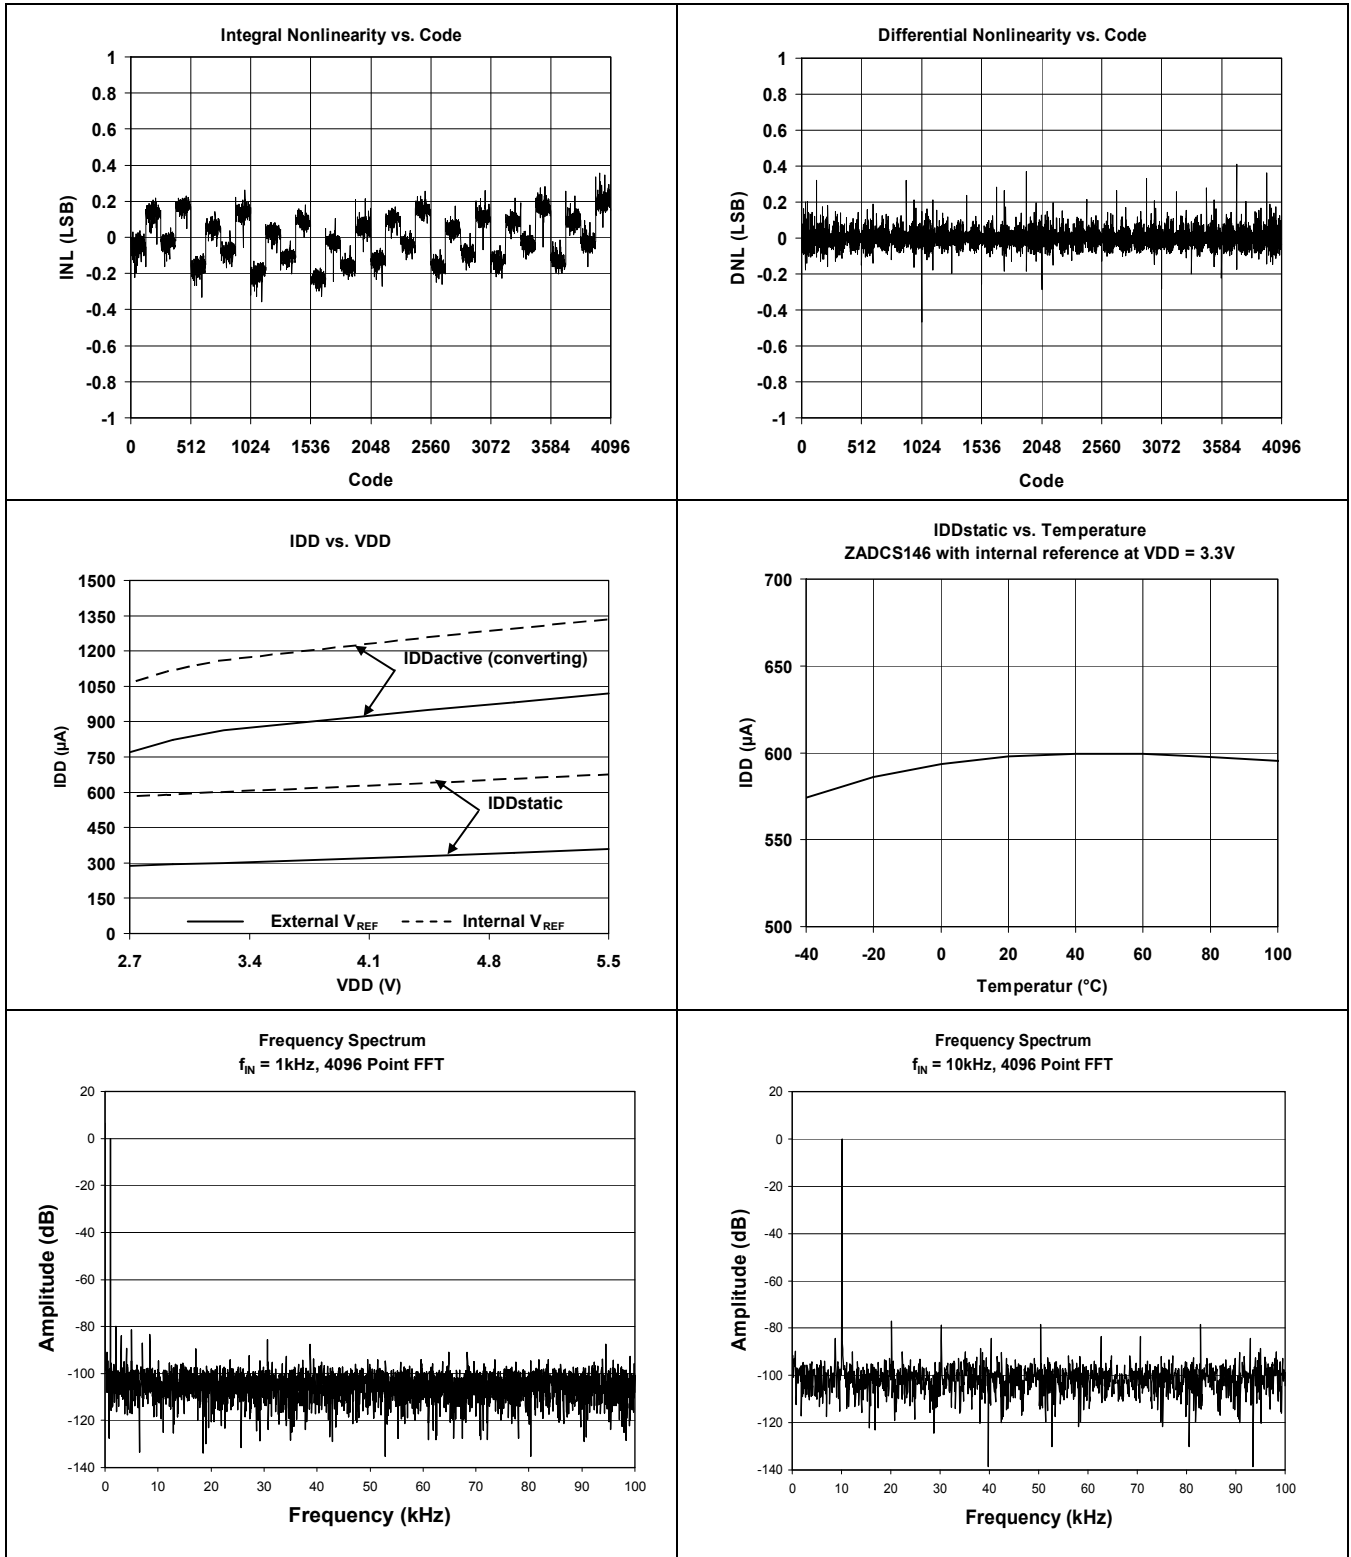 Integral Nonlinearity vs. Code
1
0.8
0.6
0.4
0.2
0
-0.2
-0.4
-0.6
-0.8
-1
INL (LSB)
0 512 1024 1536 2048 2560 3072 3584 4096
Code
Differential Nonlinearity vs. Code
1
0.8
0.6
0.4
0.2
0
-0.2
-0.4
-0.6
-0.8
-1
DNL (LSB)
0 512 1024 1536 2048 2560 3072 3584 4096
Code
IDD vs. VDD
1500
1350
1200
1050
900
750
600
450
300
150
0
IDD (µA)
IDDactive (converting)
IDDstatic
External VREF Internal VREF
2.7 3.4 4.1 4.8 5.5
VDD (V)
IDDstatic vs. Temperature
ZADCS146 with internal reference at VDD = 3.3V
700
650
600
550
500
IDD (µA)
-40 -20 0 20 40 60 80 100
Temperatur (°C)
Frequency Spectrum
fIN = 1kHz, 4096 Point FFT
20
0
-20
-40
-60
-80
-100
-120
-140
Amplitude (dB)
0 10 20 30 40 50 60 70 80 90 100
Frequency (kHz)
Frequency Spectrum
fIN = 10kHz, 4096 Point FFT
20
0
-20
-40
-60
-80
-100
-120
-140
Amplitude (dB)
0 10 20 30 40 50 60 70 80 90 100
Frequency (kHz)